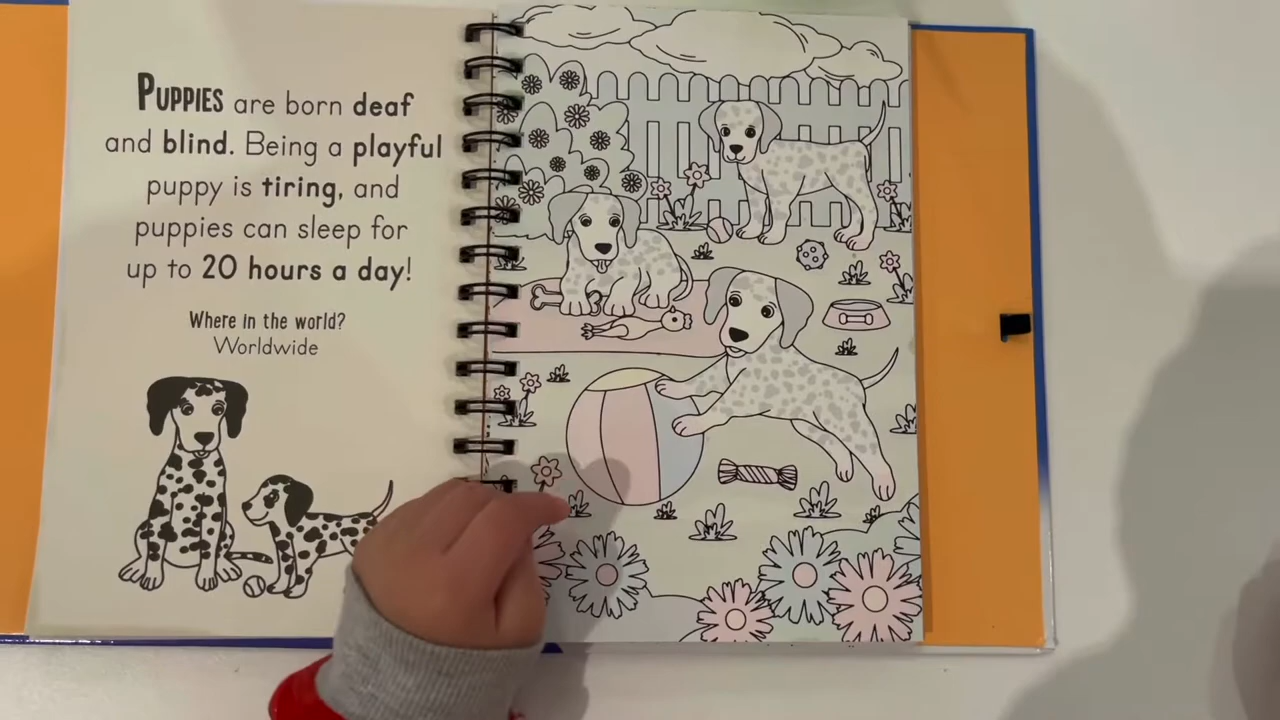 PUPPIES are born deaf
and blind. Being a playful
puppy is tiring, and
puppies can sleep for
up to 20 hours a day!
Where in the world?
Worldwide